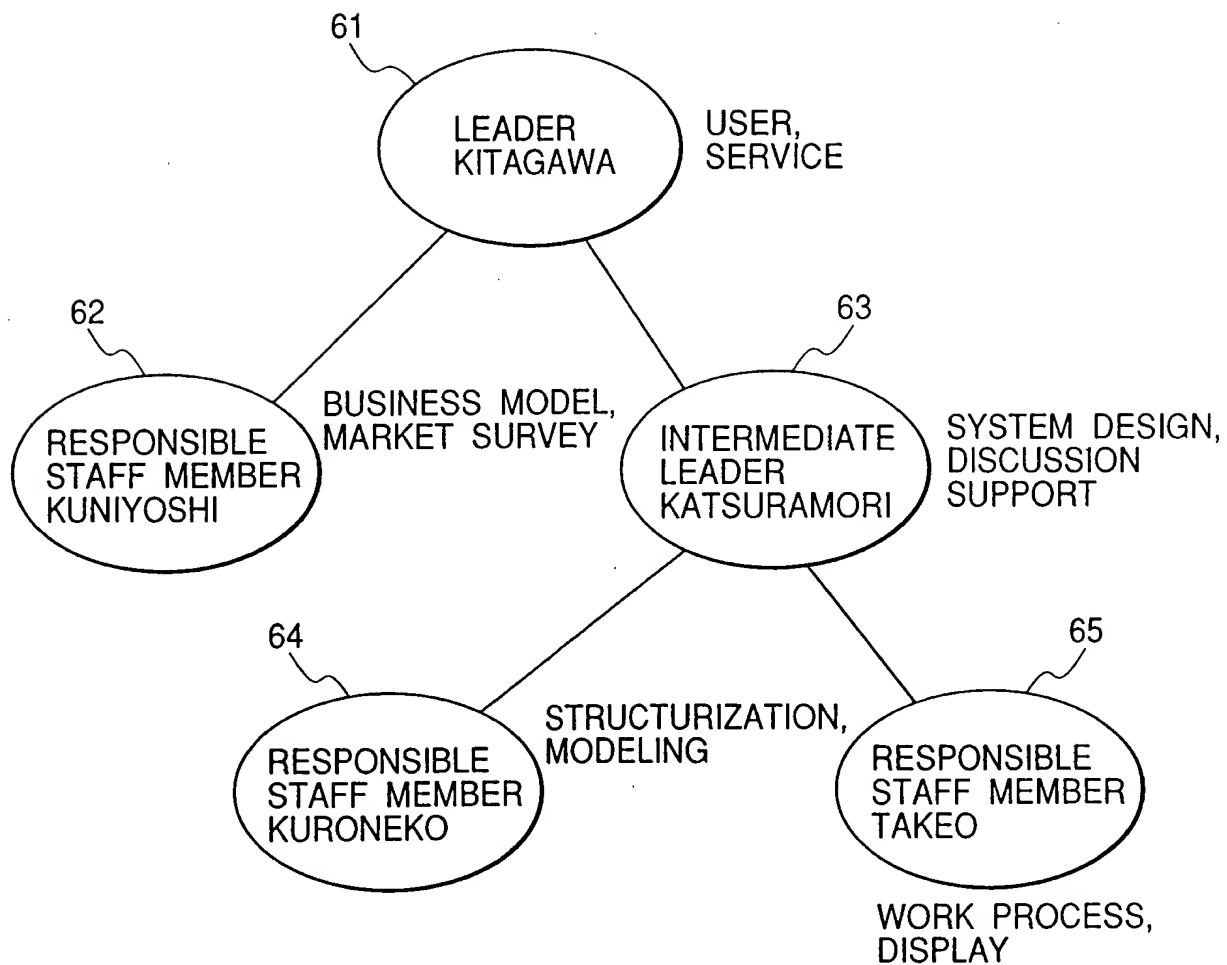 61
LEADER
KITAGAWA
USER,
SERVICE
62
RESPONSIBLE
STAFF MEMBER
KUNIYOSHI
BUSINESS MODEL,
MARKET SURVEY
63
INTERMEDIATE
LEADER
KATSURAMORI
SYSTEM DESIGN,
DISCUSSION
SUPPORT
64
RESPONSIBLE
STAFF MEMBER
KURONEKO
STRUCTURIZATION,
MODELING
65
RESPONSIBLE
STAFF MEMBER
TAKEO
WORK PROCESS,
DISPLAY